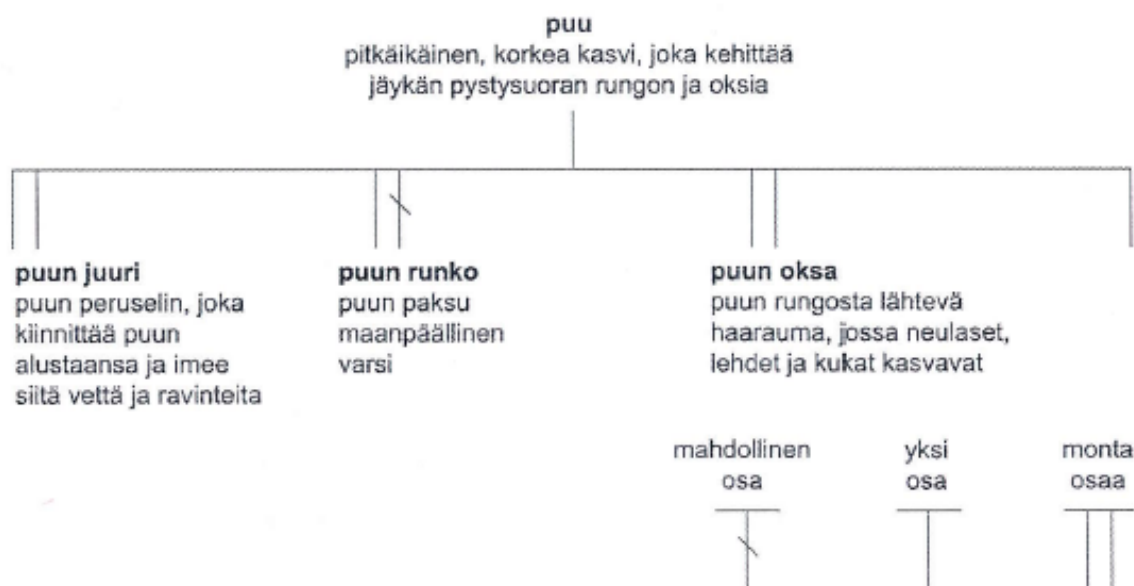 puu
pitkäikäinen, korkea kasvi, joka kehittää
jäykän pystysuoran rungon ja oksia
puun juuri
puun peruselin, joka
kiinnittää puun
alustaansa ja imee
siitä vettä ja ravinteita
puun runko
puun paksu
maanpäällinen
varsi
puun oksa
puun rungosta lähtevä
haarauma, jossa neulaset,
lehdet ja kukat kasvavat
mahdollinen
osa
yksi
osa
monta
osaa